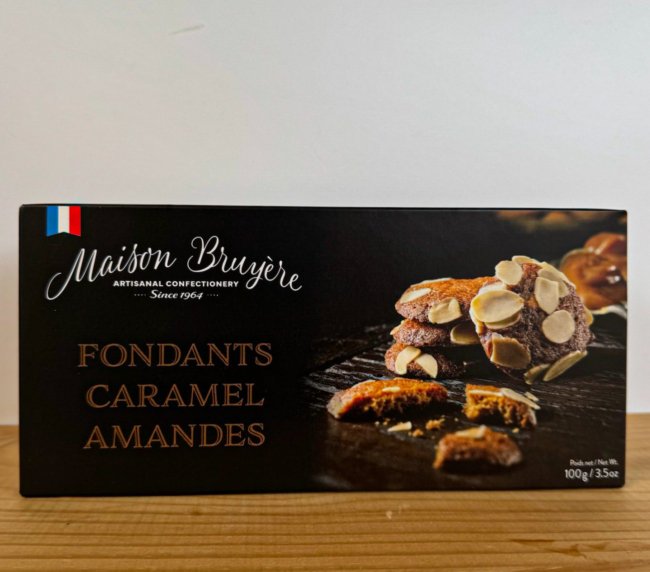 Maison Bruyère
ARTISANAL CONFECTIONERY
···· Since 1964 ····
FONDANTS
CARAMEL
AMANDES
Poids net / Net Wt.
100g / 3.5oz